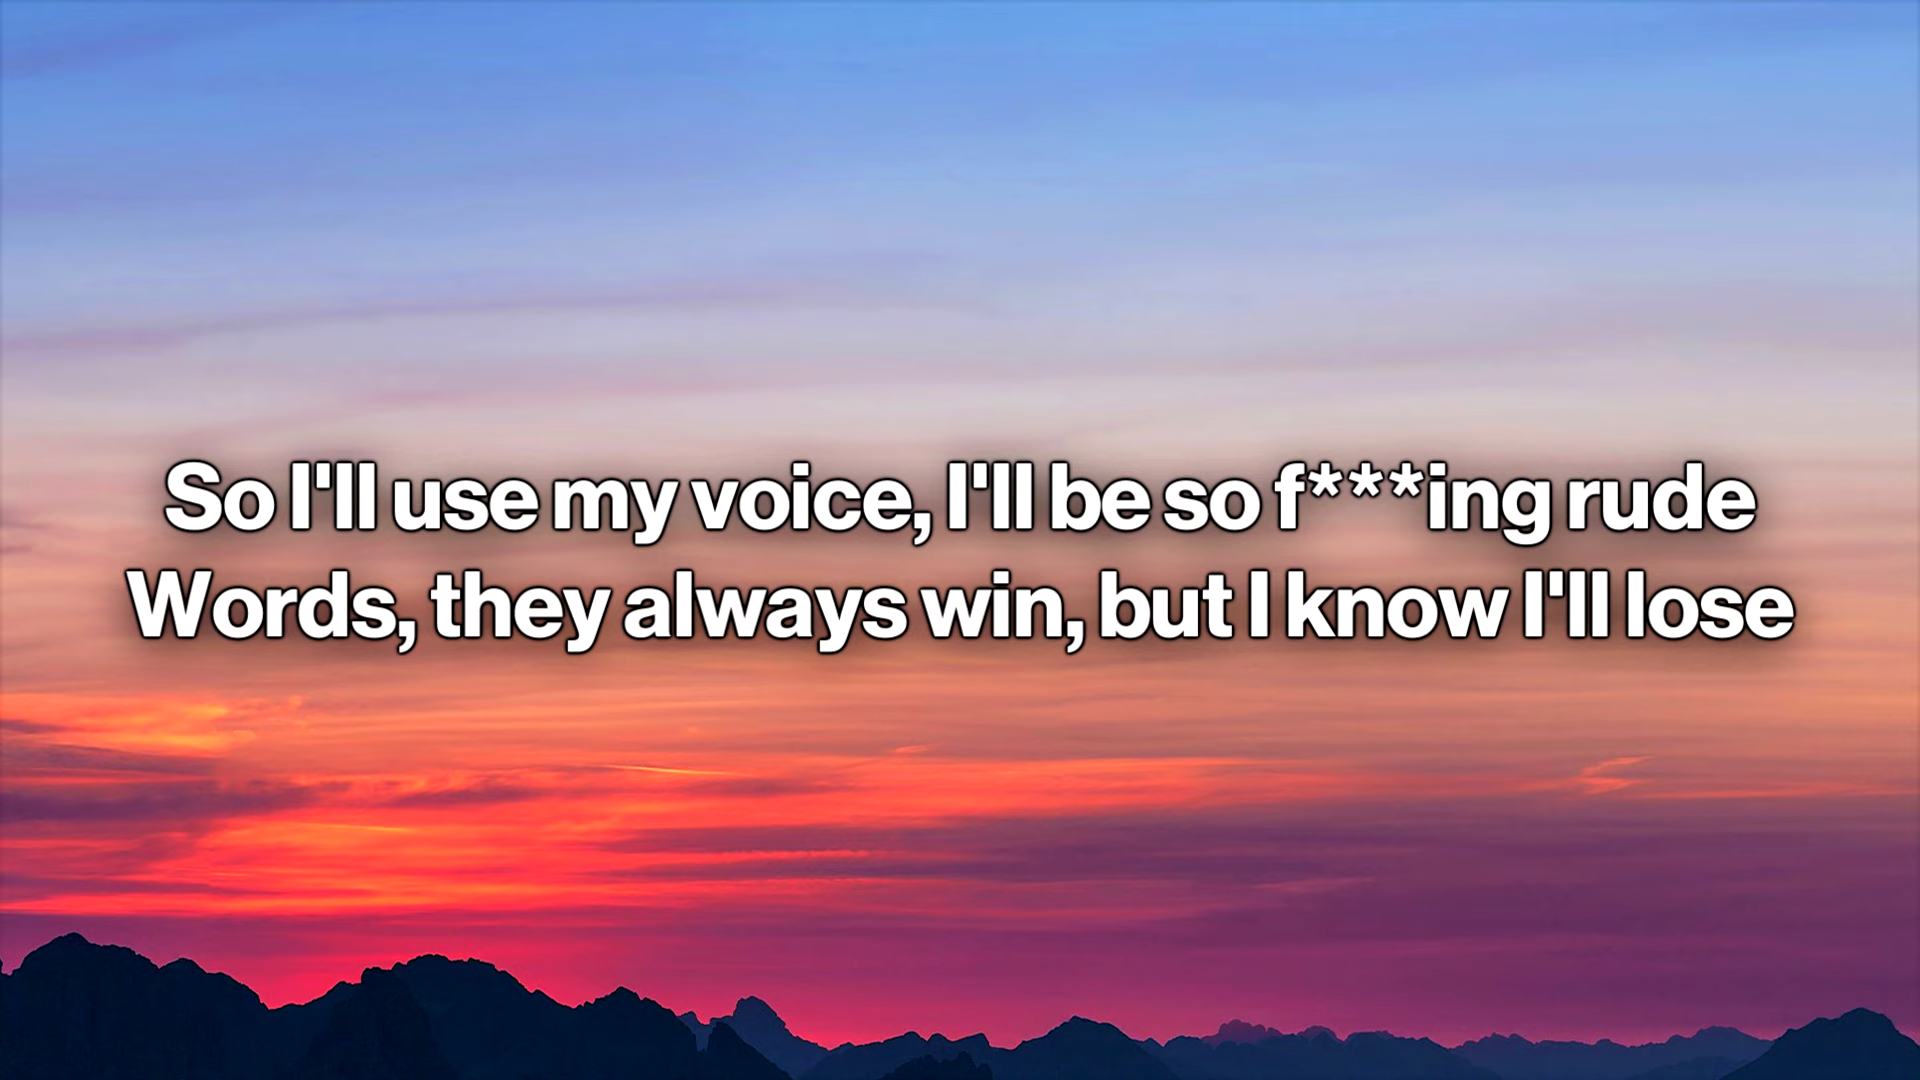 So I'll use my voice, I'll be so f***ing rude
Words, they always win, but I know I'll lose